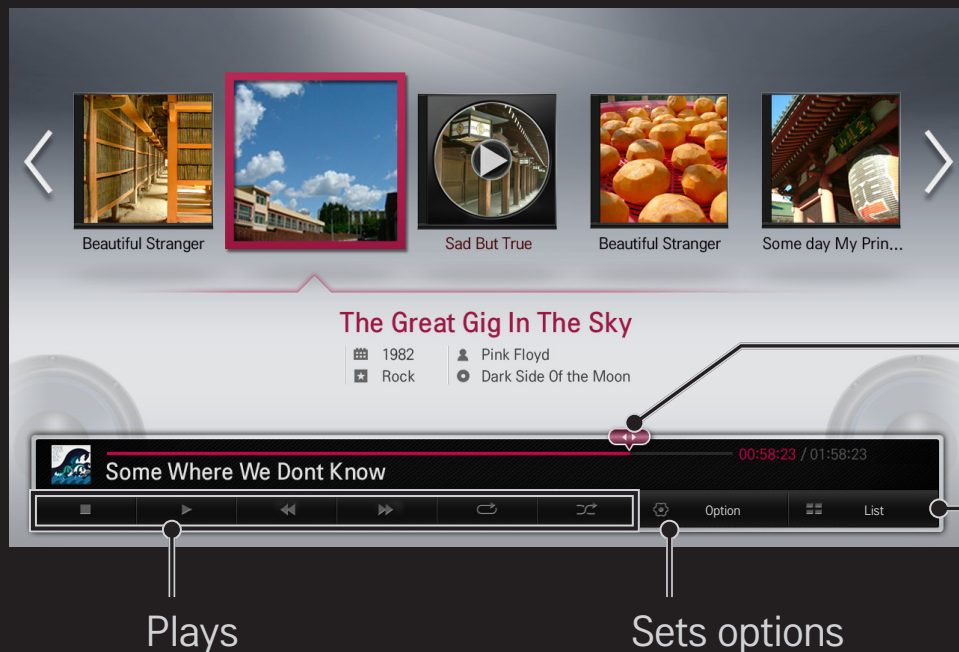 Beautiful Stranger
Sad But True
Beautiful Stranger
Some day My Prin...
The Great Gig In The Sky
1982
Pink Floyd
Rock
Dark Side Of the Moon
00:58:23 / 01:58:23
Some Where We Dont Know
Option
List
Plays
Sets options